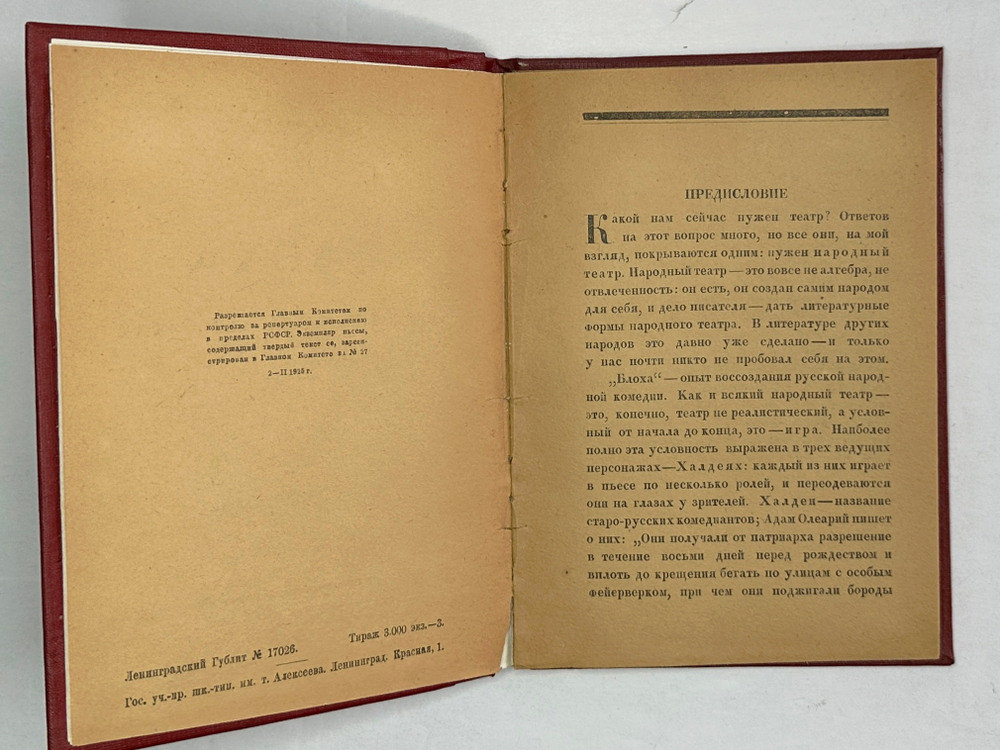 Разрешается Главным Комитетом по
контролю за репертуаром к исполнению
в пределах РСФСР. Экземпляр пьесы,
содержащий твердый текст ее, зареги-
стрирован в Главном Комитете за № 27
2—II 1925 г.
Ленинградский Гублит № 17026.
Тираж 3.000 экз.—3.
Гос. уч.-пр. шк.-тип. им. т. Алексеева. Ленинград. Красная, 1.
ПРЕДИСЛОВИЕ
Какой нам сейчас нужен театр? Ответов
на этот вопрос много, но все они, на мой
взгляд, покрываются одним: нужен народный
театр. Народный театр—это вовсе не алгебра, не
отвлеченность: он есть, он создан самим народом
для себя, и дело писателя—дать литературные
формы народного театра. В литературе других
народов это давно уже сделано—и только
у нас почти никто не пробовал себя на этом.
„Блоха“—опыт воссоздания русской народ-
ной комедии. Как и всякий народный театр—
это, конечно, театр не реалистический, а услов-
ный от начала до конца, это—игра. Наиболее
полно эта условность выражена в трех ведущих
персонажах—Халдеях: каждый из них играет
в пьесе по несколько ролей, и переодеваются
они на глазах у зрителей. Халдеи—название
старо-русских комедиантов; Адам Олеарий пишет
о них: „Они получали от патриарха разрешение
в течение восьми дней перед рождеством и
вплоть до крещения бегать по улицам с особым
фейерверком, при чем они поджигали бороды